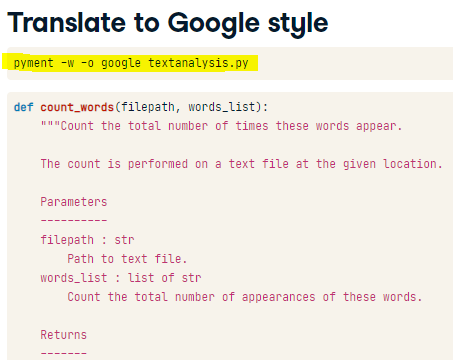 Translate to Google style
pyment -w -o google textanalysis.py
def count_words(filepath, words_list):
"""Count the total number of times these words appear.
The count is performed on a text file at the given location.
Parameters
----------
filepath : str
Path to text file.
words_list : list of str
Count the total number of appearances of these words.
Returns
-------